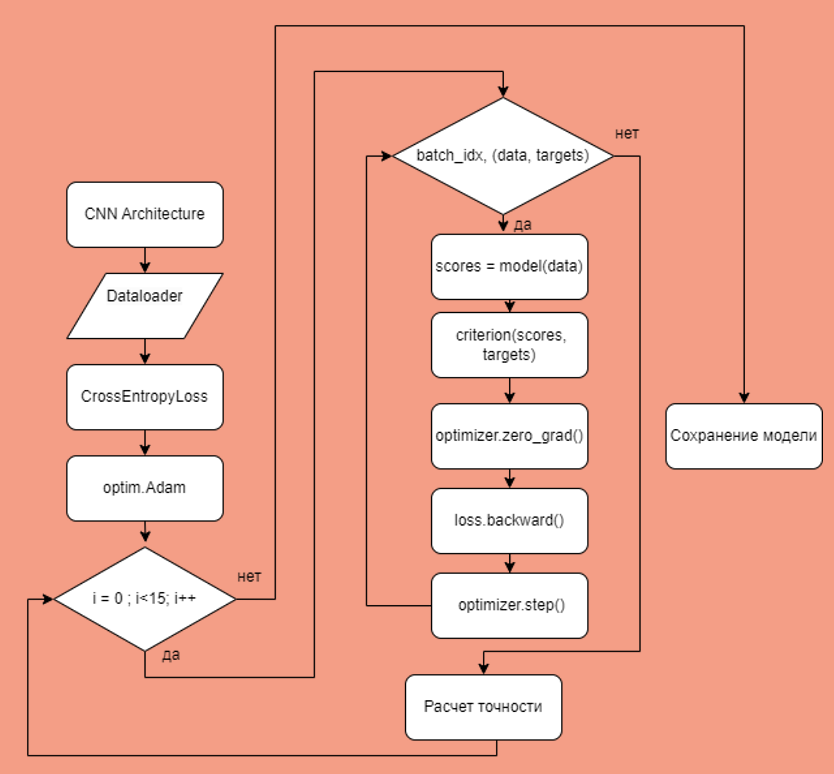 CNN Architecture
Dataloader
CrossEntropyLoss
optim.Adam
i = 0 ; i<15; i++
нет
да
batch_idx, (data, targets)
нет
да
scores = model(data)
criterion(scores,
targets)
optimizer.zero_grad()
loss.backward()
optimizer.step()
Расчет точности
Сохранение модели